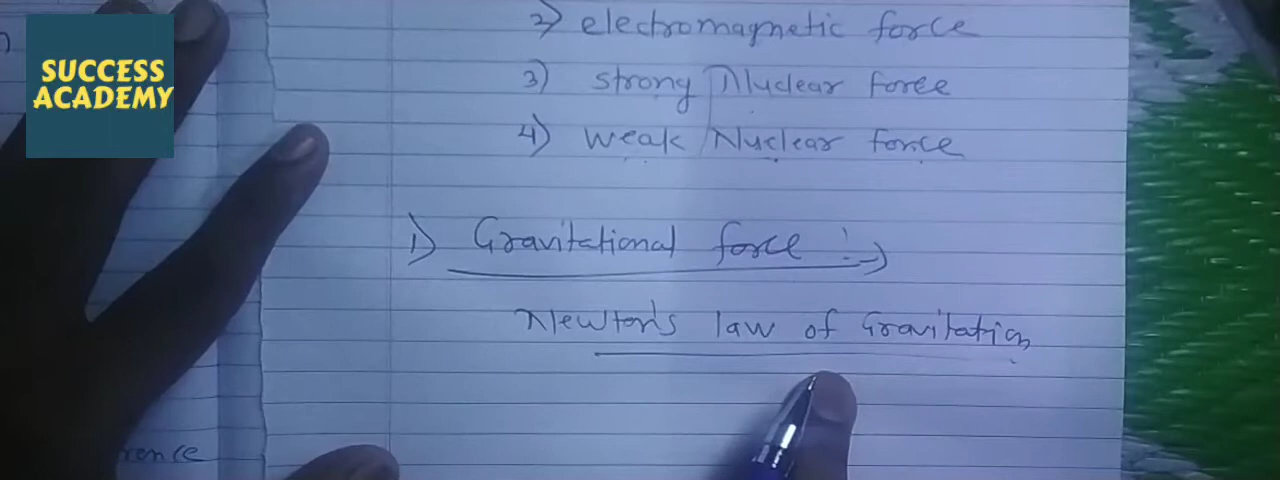 SUCCESS
ACADEMY
2) electromagnetic force
3) strong Nuclear force
4) weak Nuclear force
1) Gravitational force :-)
Newton's law of Gravitation
rence